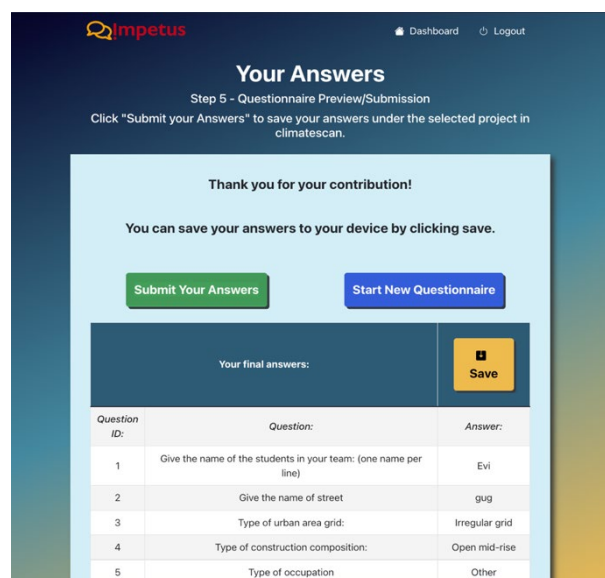 Impetus
Dashboard
Logout
Your Answers
Step 5 - Questionnaire Preview/Submission
Click "Submit your Answers" to save your answers under the selected project in
climatescan.
Thank you for your contribution!
You can save your answers to your device by clicking save.
Submit Your Answers
Start New Questionnaire
Your final answers:
Save
Question
ID:
Question:
Answer:
1
Give the name of the students in your team: (one name per
line)
Evi
2
Give the name of street
gug
3
Type of urban area grid:
Irregular grid
4
Type of construction composition:
Open mid-rise
5
Type of occupation
Other